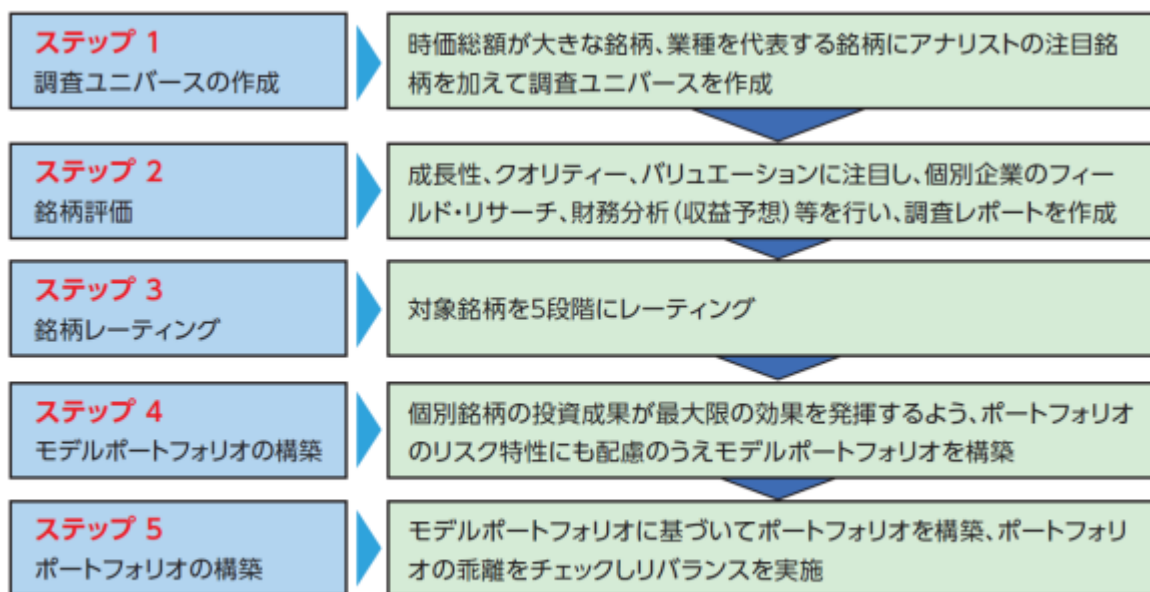 ステップ 1
調査ユニバースの作成
時価総額が大きな銘柄、業種を代表する銘柄にアナリストの注目銘
柄を加えて調査ユニバースを作成
ステップ 2
銘柄評価
成長性、クオリティー、バリュエーションに注目し、個別企業のフィー
ルド・リサーチ、財務分析(収益予想)等を行い、調査レポートを作成
ステップ 3
銘柄レーティング
対象銘柄を5段階にレーティング
ステップ 4
モデルポートフォリオの構築
個別銘柄の投資成果が最大限の効果を発揮するよう、ポートフォリオ
のリスク特性にも配慮のうえモデルポートフォリオを構築
ステップ 5
ポートフォリオの構築
モデルポートフォリオに基づいてポートフォリオを構築、ポートフォリ
オの乖離をチェックしリバランスを実施